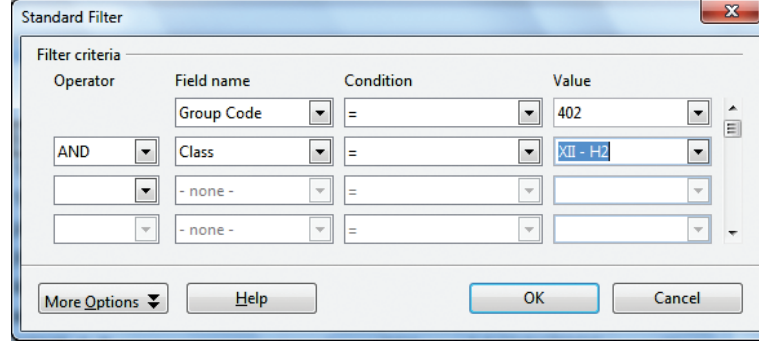 Standard Filter
Filter criteria
Operator Field name Condition Value
Group Code = 402
AND Class = XII - H2
- none - =
- none - =
More Options Help OK Cancel